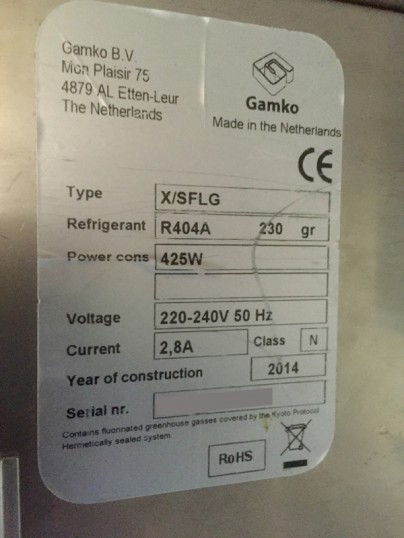 Gamko B.V.
Mon Plaisir 75
4879 AL Etten-Leur
The Netherlands
Gamko
Made in the Netherlands
CE
Type X/SFLG
Refrigerant R404A 230 gr
Power cons 425W
Voltage 220-240V 50 Hz
Current 2,8A Class N
Year of construction 2014
Serial nr.
Contains fluonnated greenhouse gasses covered by the Kyoto Protocol
Hermetically sealed system.
RoHS